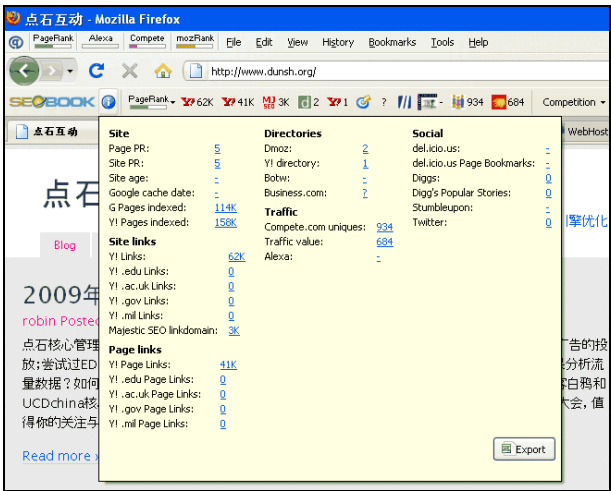 点石互动 - Mozilla Firefox
PageRank Alexa Compete mozRank File Edit View History Bookmarks Tools Help
http://www.dunsh.org/
SEOBOOK PageRank 62K 41K MJ SEO 3K 2 1 ? 934 684 Competition
点石互动 WebHost
Site
Page PR: 5
Site PR: 5
Site age: -
Google cache date: -
G Pages indexed: 114K
Y! Pages indexed: 158K
Site links
Y! Links: 62K
Y! .edu Links: 0
Y! .ac.uk Links: 0
Y! .gov Links: 0
Y! .mil Links: 0
Majestic SEO linkdomain: 3K
Page links
Y! Page Links: 41K
Y! .edu Page Links: 0
Y! .ac.uk Page Links: 0
Y! .gov Page Links: 0
Y! .mil Page Links: 0
Directories
Dmoz: 2
Y! directory: 1
Botw: -
Business.com: ?
Traffic
Compete.com uniques: 934
Traffic value: 684
Alexa: -
Social
del.icio.us: -
del.icio.us Page Bookmarks: -
Diggs: 0
Digg's Popular Stories: 0
Stumbleupon: -
Twitter: 0
Export
点石
擎优化
Blog
2009年
robin Posted
点石核心管理
广告的投
放;尝试过ED
分析流
量数据？如何
客白鸦和
UCDchina核
大会, 值
得你的关注与
Read more »